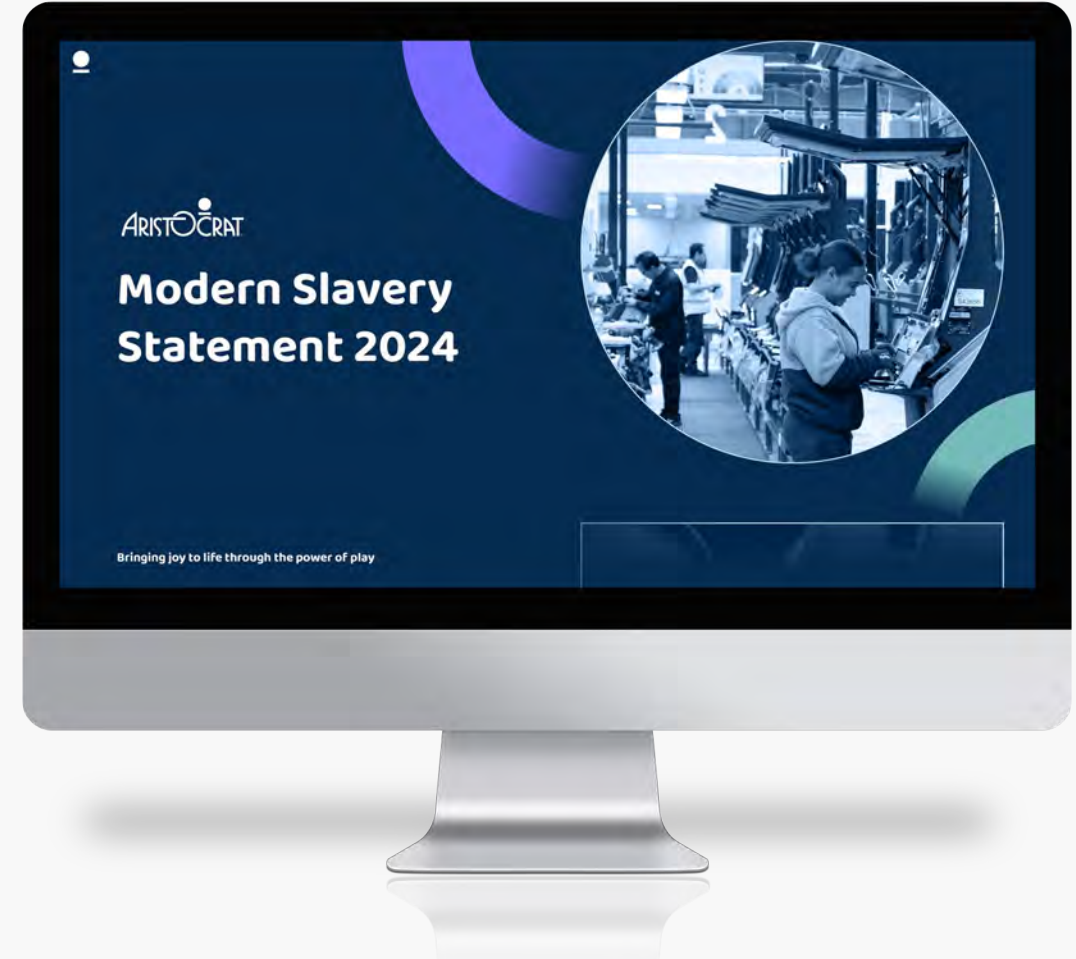 ARISTOCRAT
Modern Slavery
Statement 2024
Bringing joy to life through the power of play